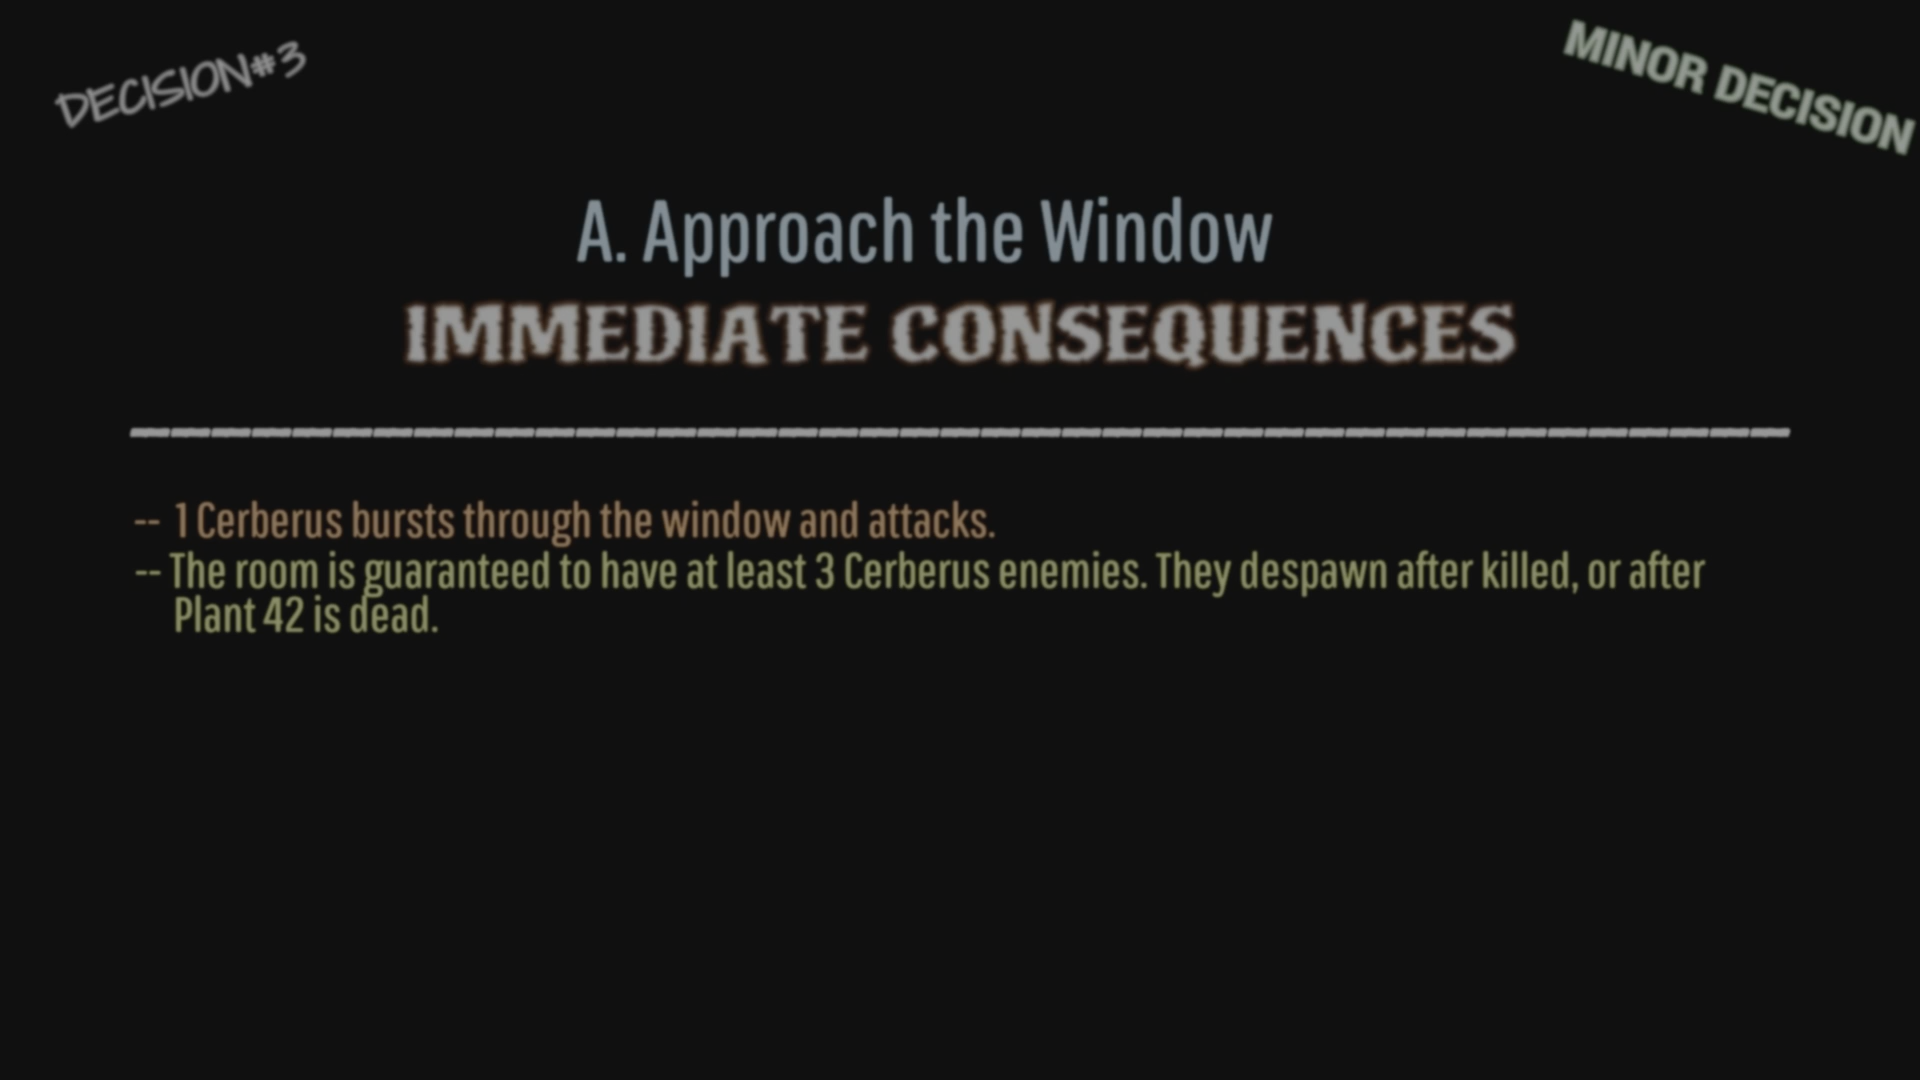 DECISION#3
MINOR DECISION
A. Approach the Window
IMMEDIATE CONSEQUENCES
-- 1 Cerberus bursts through the window and attacks.
-- The room is guaranteed to have at least 3 Cerberus enemies. They despawn after killed, or after
Plant 42 is dead.